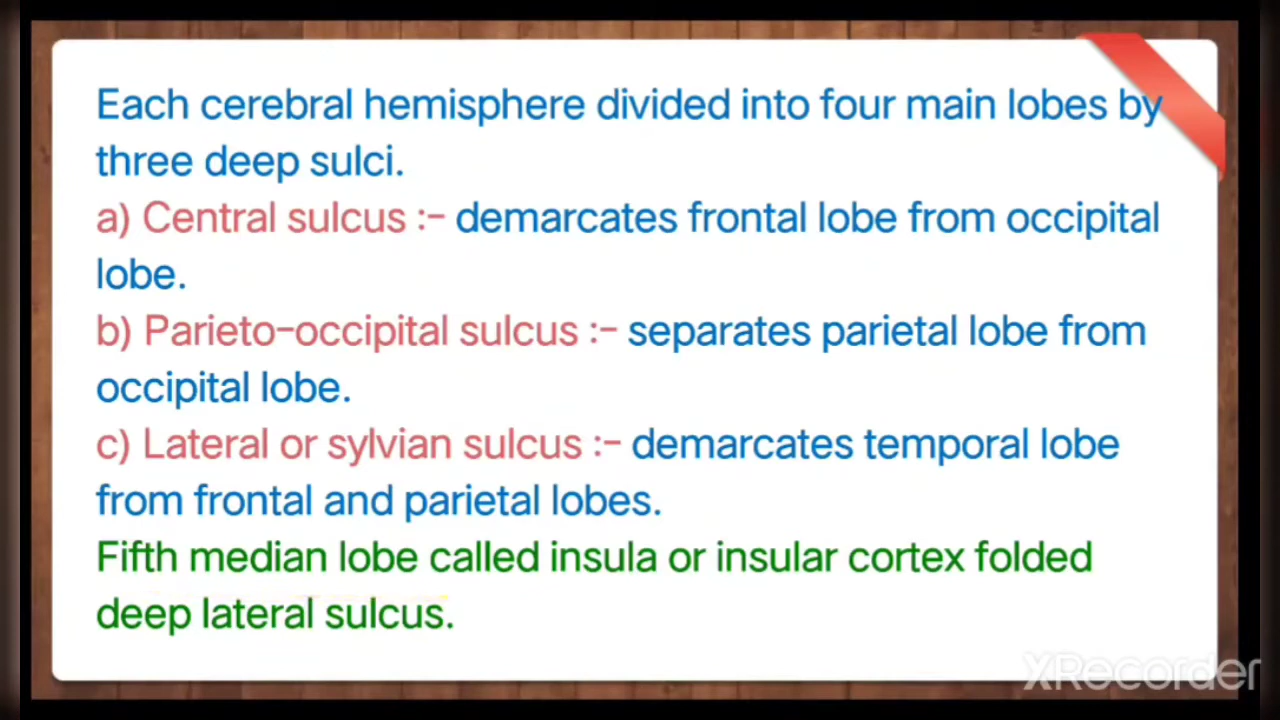 Each cerebral hemisphere divided into four main lobes by
three deep sulci.
a) Central sulcus :- demarcates frontal lobe from occipital
lobe.
b) Parieto-occipital sulcus :- separates parietal lobe from
occipital lobe.
c) Lateral or sylvian sulcus :- demarcates temporal lobe
from frontal and parietal lobes.
Fifth median lobe called insula or insular cortex folded
deep lateral sulcus.
XRecorder